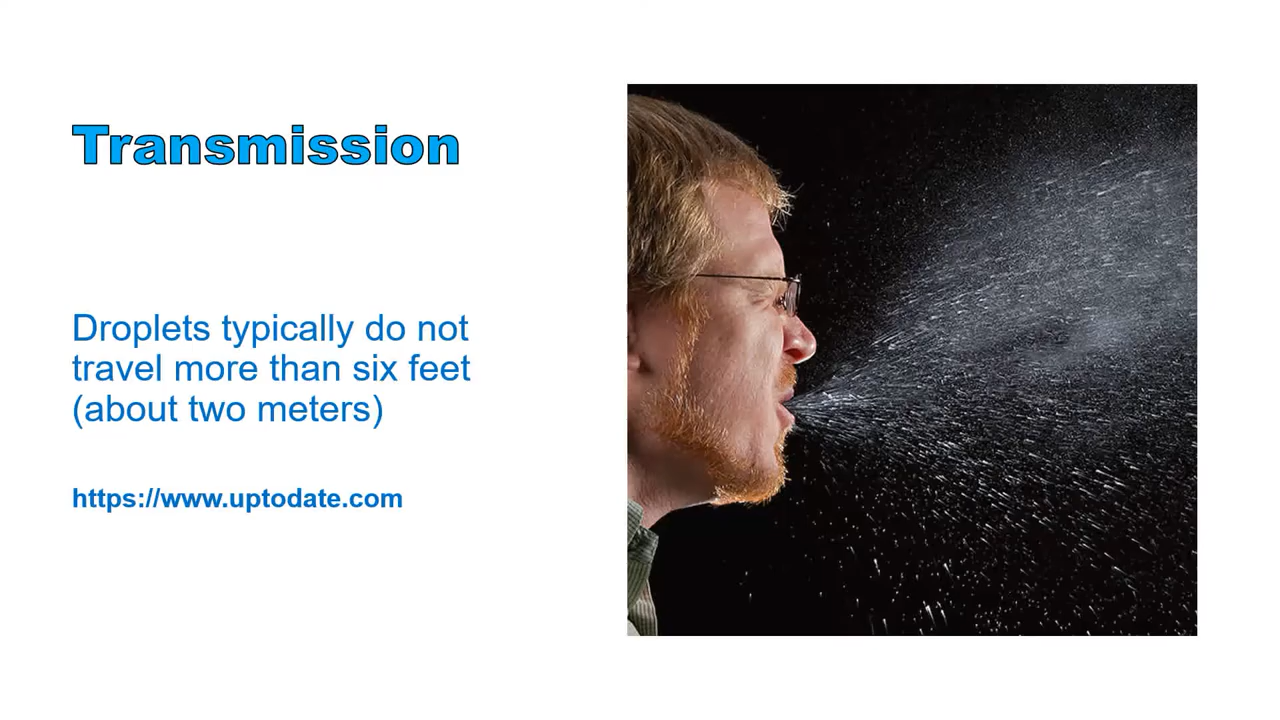 Transmission
Droplets typically do not
travel more than six feet
(about two meters)
https://www.uptodate.com